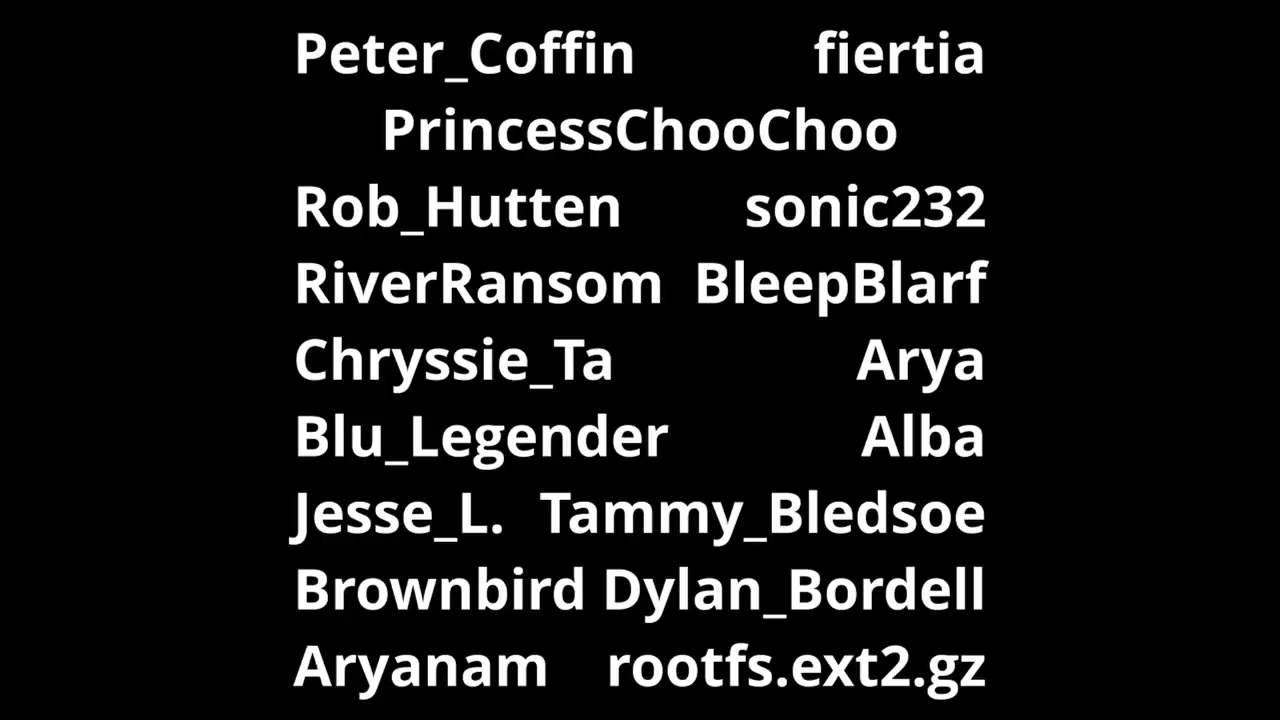 Peter_Coffin fiertia
PrincessChooChoo
Rob_Hutten sonic232
RiverRansom BleepBlarf
Chryssie_Ta Arya
Blu_Legender Alba
Jesse_L. Tammy_Bledsoe
Brownbird Dylan_Bordell
Aryanam rootfs.ext2.gz